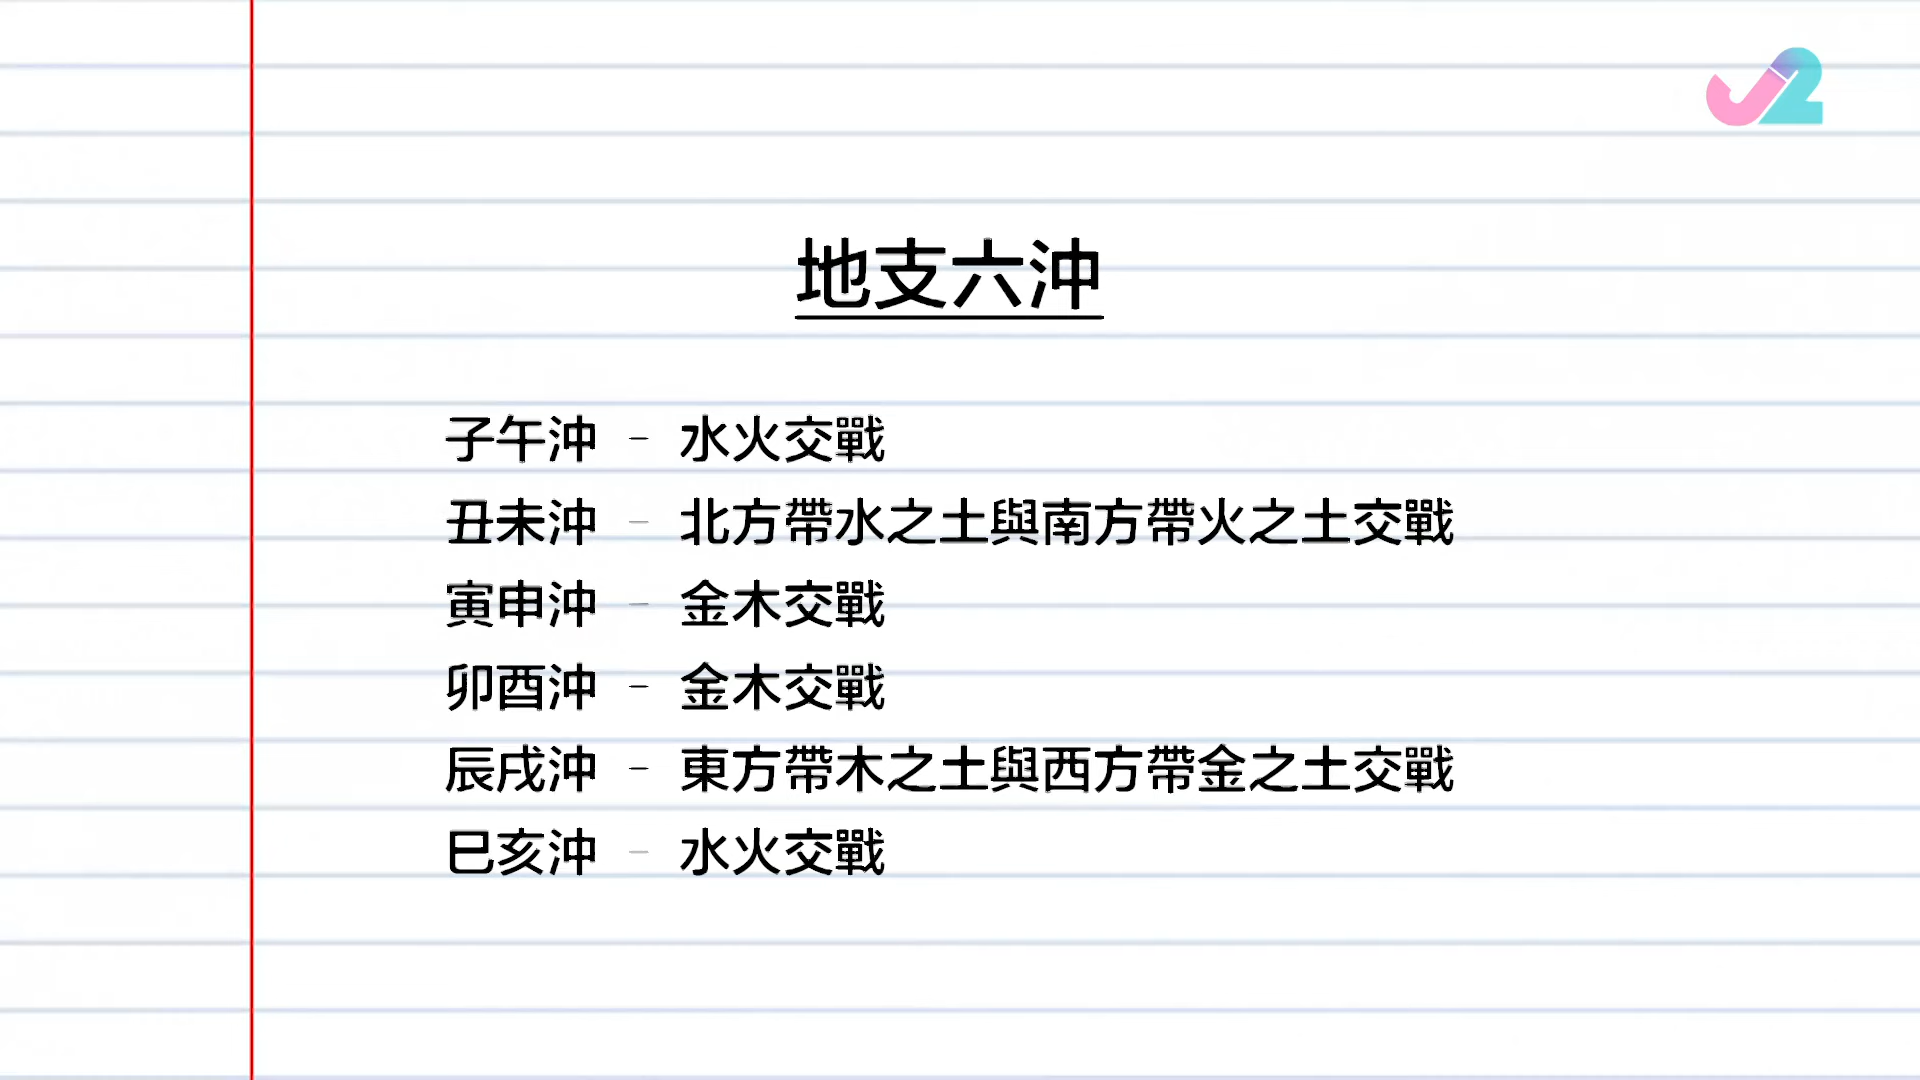 J2
地支六沖
子午沖 - 水火交戰
丑未沖 - 北方帶水之土與南方帶火之土交戰
寅申沖 - 金木交戰
卯酉沖 - 金木交戰
辰戌沖 - 東方帶木之土與西方帶金之土交戰
巳亥沖 - 水火交戰